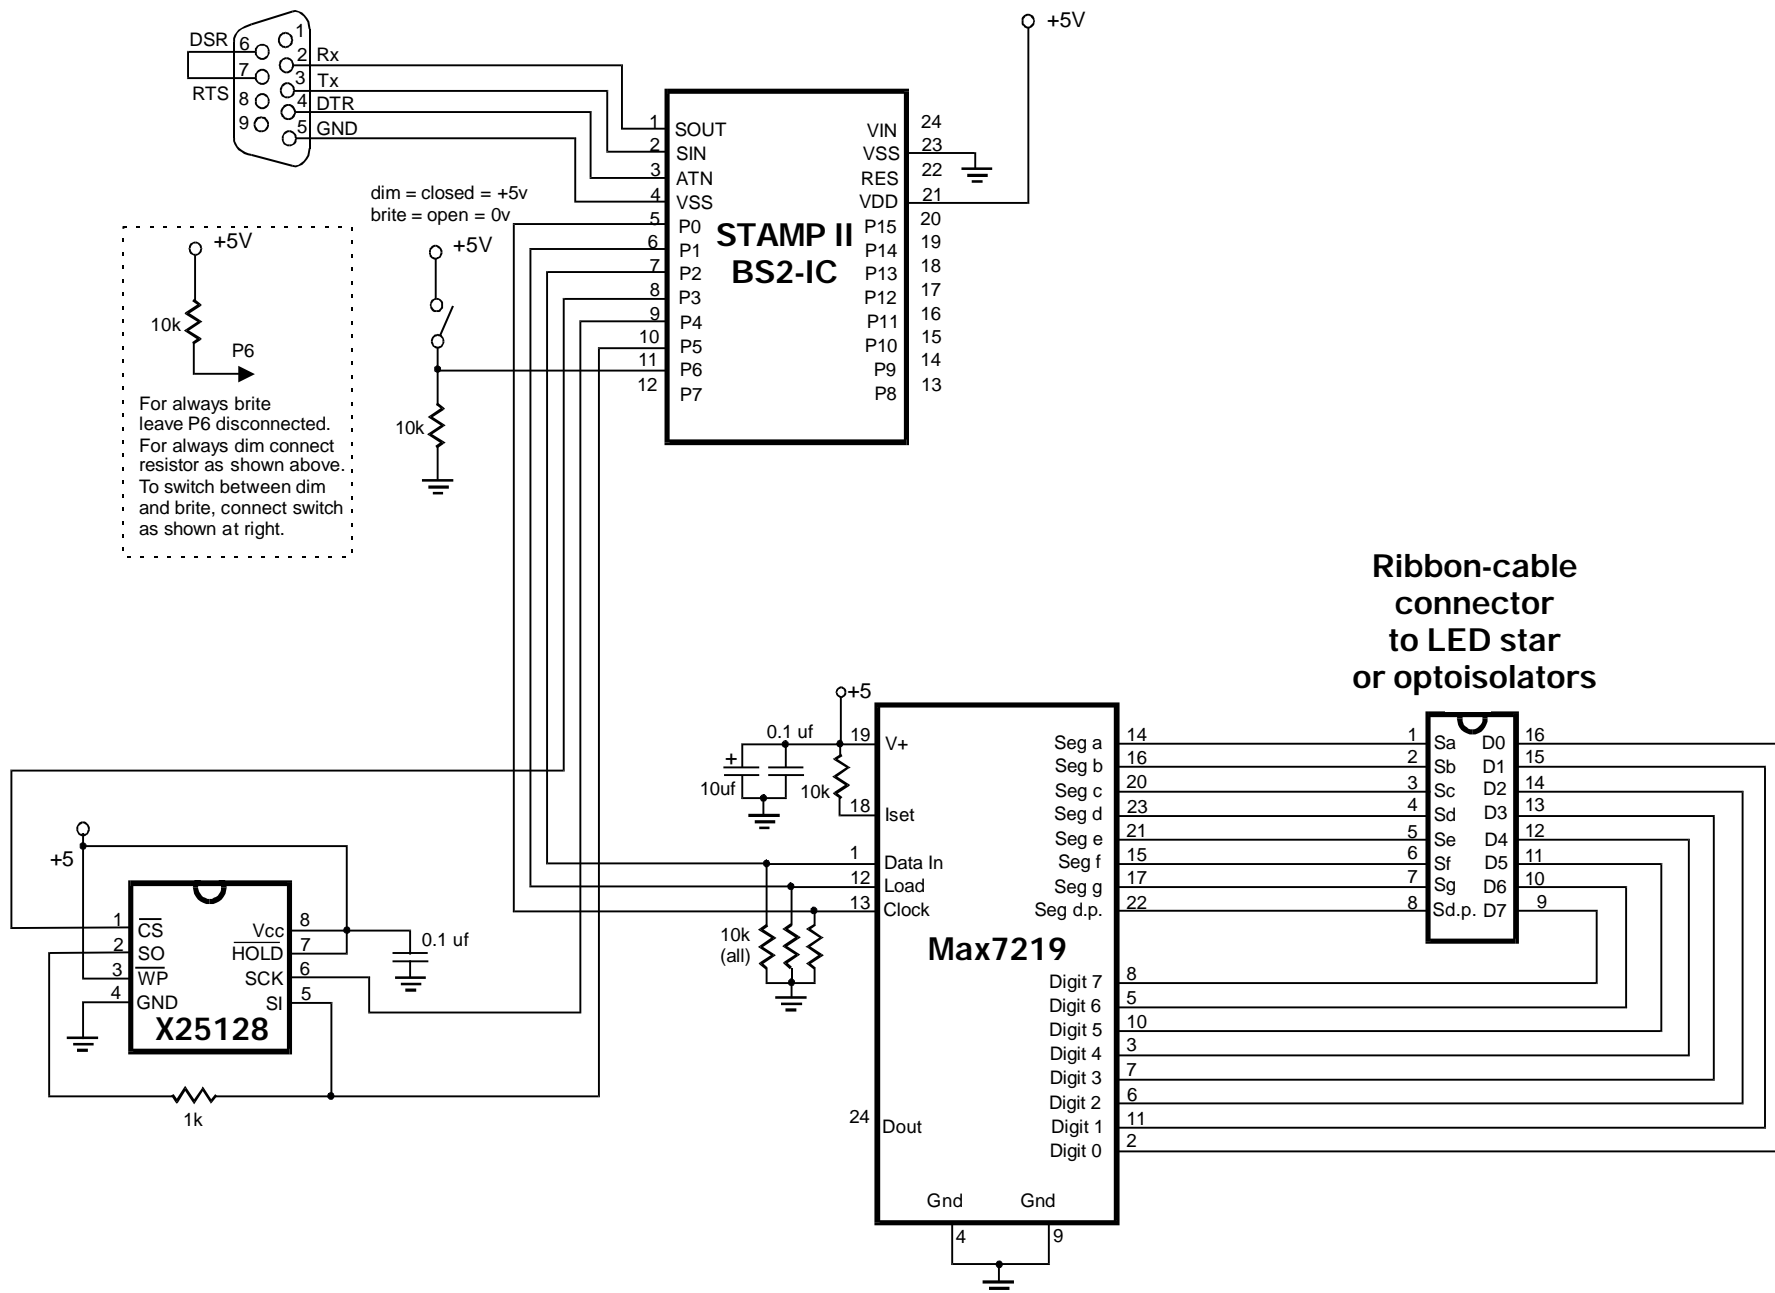 DSR
RTS
6
7
8
9
1
2
3
4
5
Rx
Tx
DTR
GND
+5V
dim = closed = +5v
brite = open = 0v
+5V
10k
+5V
10k
P6
For always brite
leave P6 disconnected.
For always dim connect
resistor as shown above.
To switch between dim
and brite, connect switch
as shown at right.
STAMP II
BS2-IC
1 SOUT
2 SIN
3 ATN
4 VSS
5 P0
6 P1
7 P2
8 P3
9 P4
10 P5
11 P6
12 P7
VIN 24
VSS 23
RES 22
VDD 21
P15 20
P14 19
P13 18
P12 17
P11 16
P10 15
P9 14
P8 13
Ribbon-cable
connector
to LED star
or optoisolators
1 Sa
2 Sb
3 Sc
4 Sd
5 Se
6 Sf
7 Sg
8 Sd.p.
D0 16
D1 15
D2 14
D3 13
D4 12
D5 11
D6 10
D7 9
+5
0.1 uf
+
10uf
10k
19 V+
18 Iset
1 Data In
12 Load
13 Clock
10k
(all)
Max7219
Seg a 14
Seg b 16
Seg c 20
Seg d 23
Seg e 21
Seg f 15
Seg g 17
Seg d.p. 22
Digit 7 8
Digit 6 5
Digit 5 10
Digit 4 3
Digit 3 7
Digit 2 6
Digit 1 11
Digit 0 2
24 Dout
Gnd Gnd
4 9
+5
1 CS
2 SO
3 WP
4 GND
Vcc 8
HOLD 7
SCK 6
SI 5
X25128
0.1 uf
1k